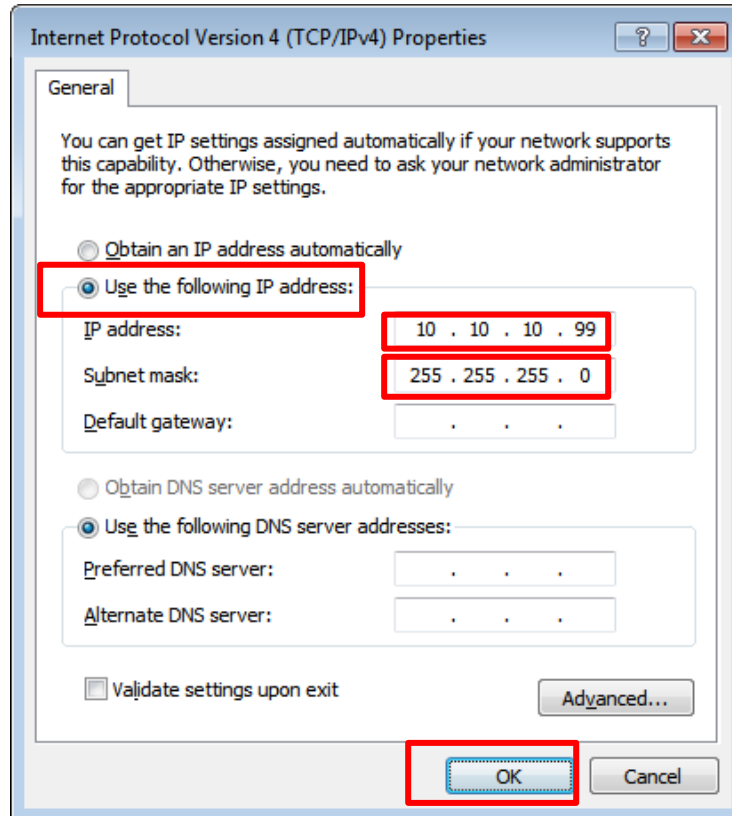 Internet Protocol Version 4 (TCP/IPv4) Properties
General
You can get IP settings assigned automatically if your network supports
this capability. Otherwise, you need to ask your network administrator
for the appropriate IP settings.
Obtain an IP address automatically
Use the following IP address:
IP address: 10 . 10 . 10 . 99
Subnet mask: 255 . 255 . 255 . 0
Default gateway: . . .
Obtain DNS server address automatically
Use the following DNS server addresses:
Preferred DNS server: . . .
Alternate DNS server: . . .
Validate settings upon exit
Advanced...
OK Cancel